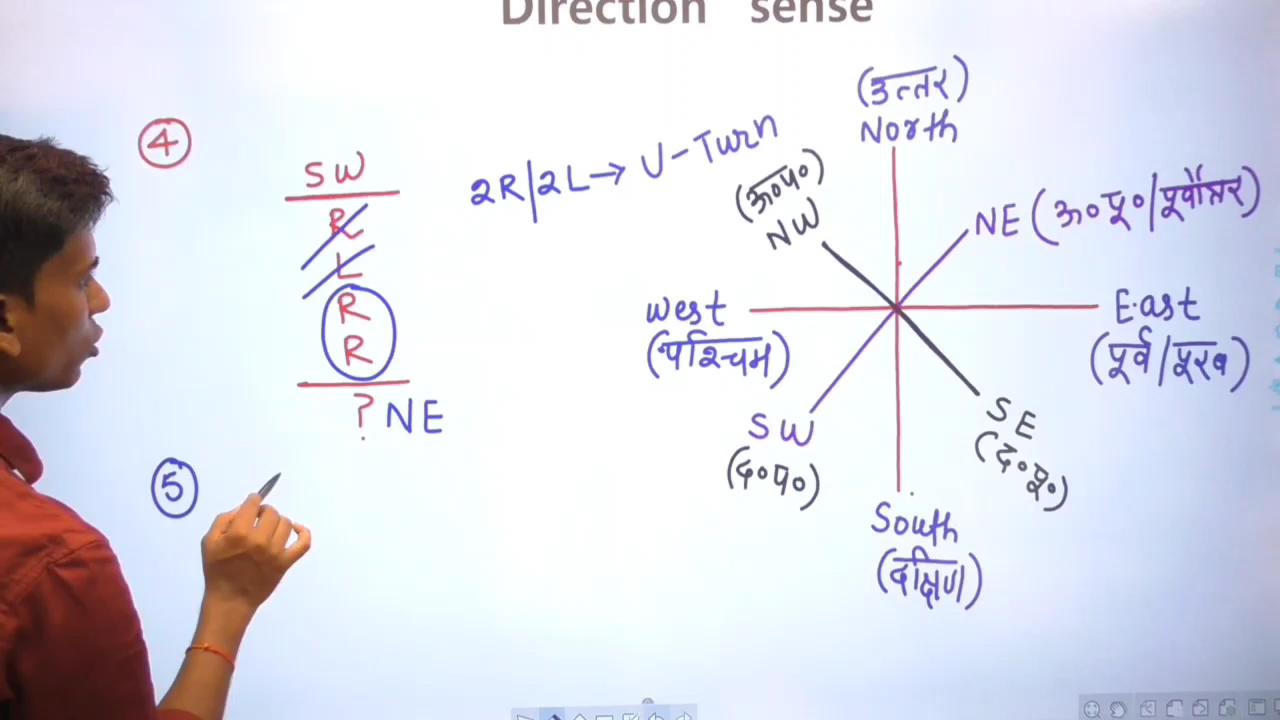 Direction sense
④
SW
R
L
R
R
? NE
2R/2L→ U-Turn
(उत्तर)
North
(उ०प०)
NW
NE (उ०पू०/पूर्वोत्तर)
West
(पश्चिम)
East
(पूर्व/पूरब)
SW
(द०प०)
SE
(द०पू०)
South
(दक्षिण)
⑤